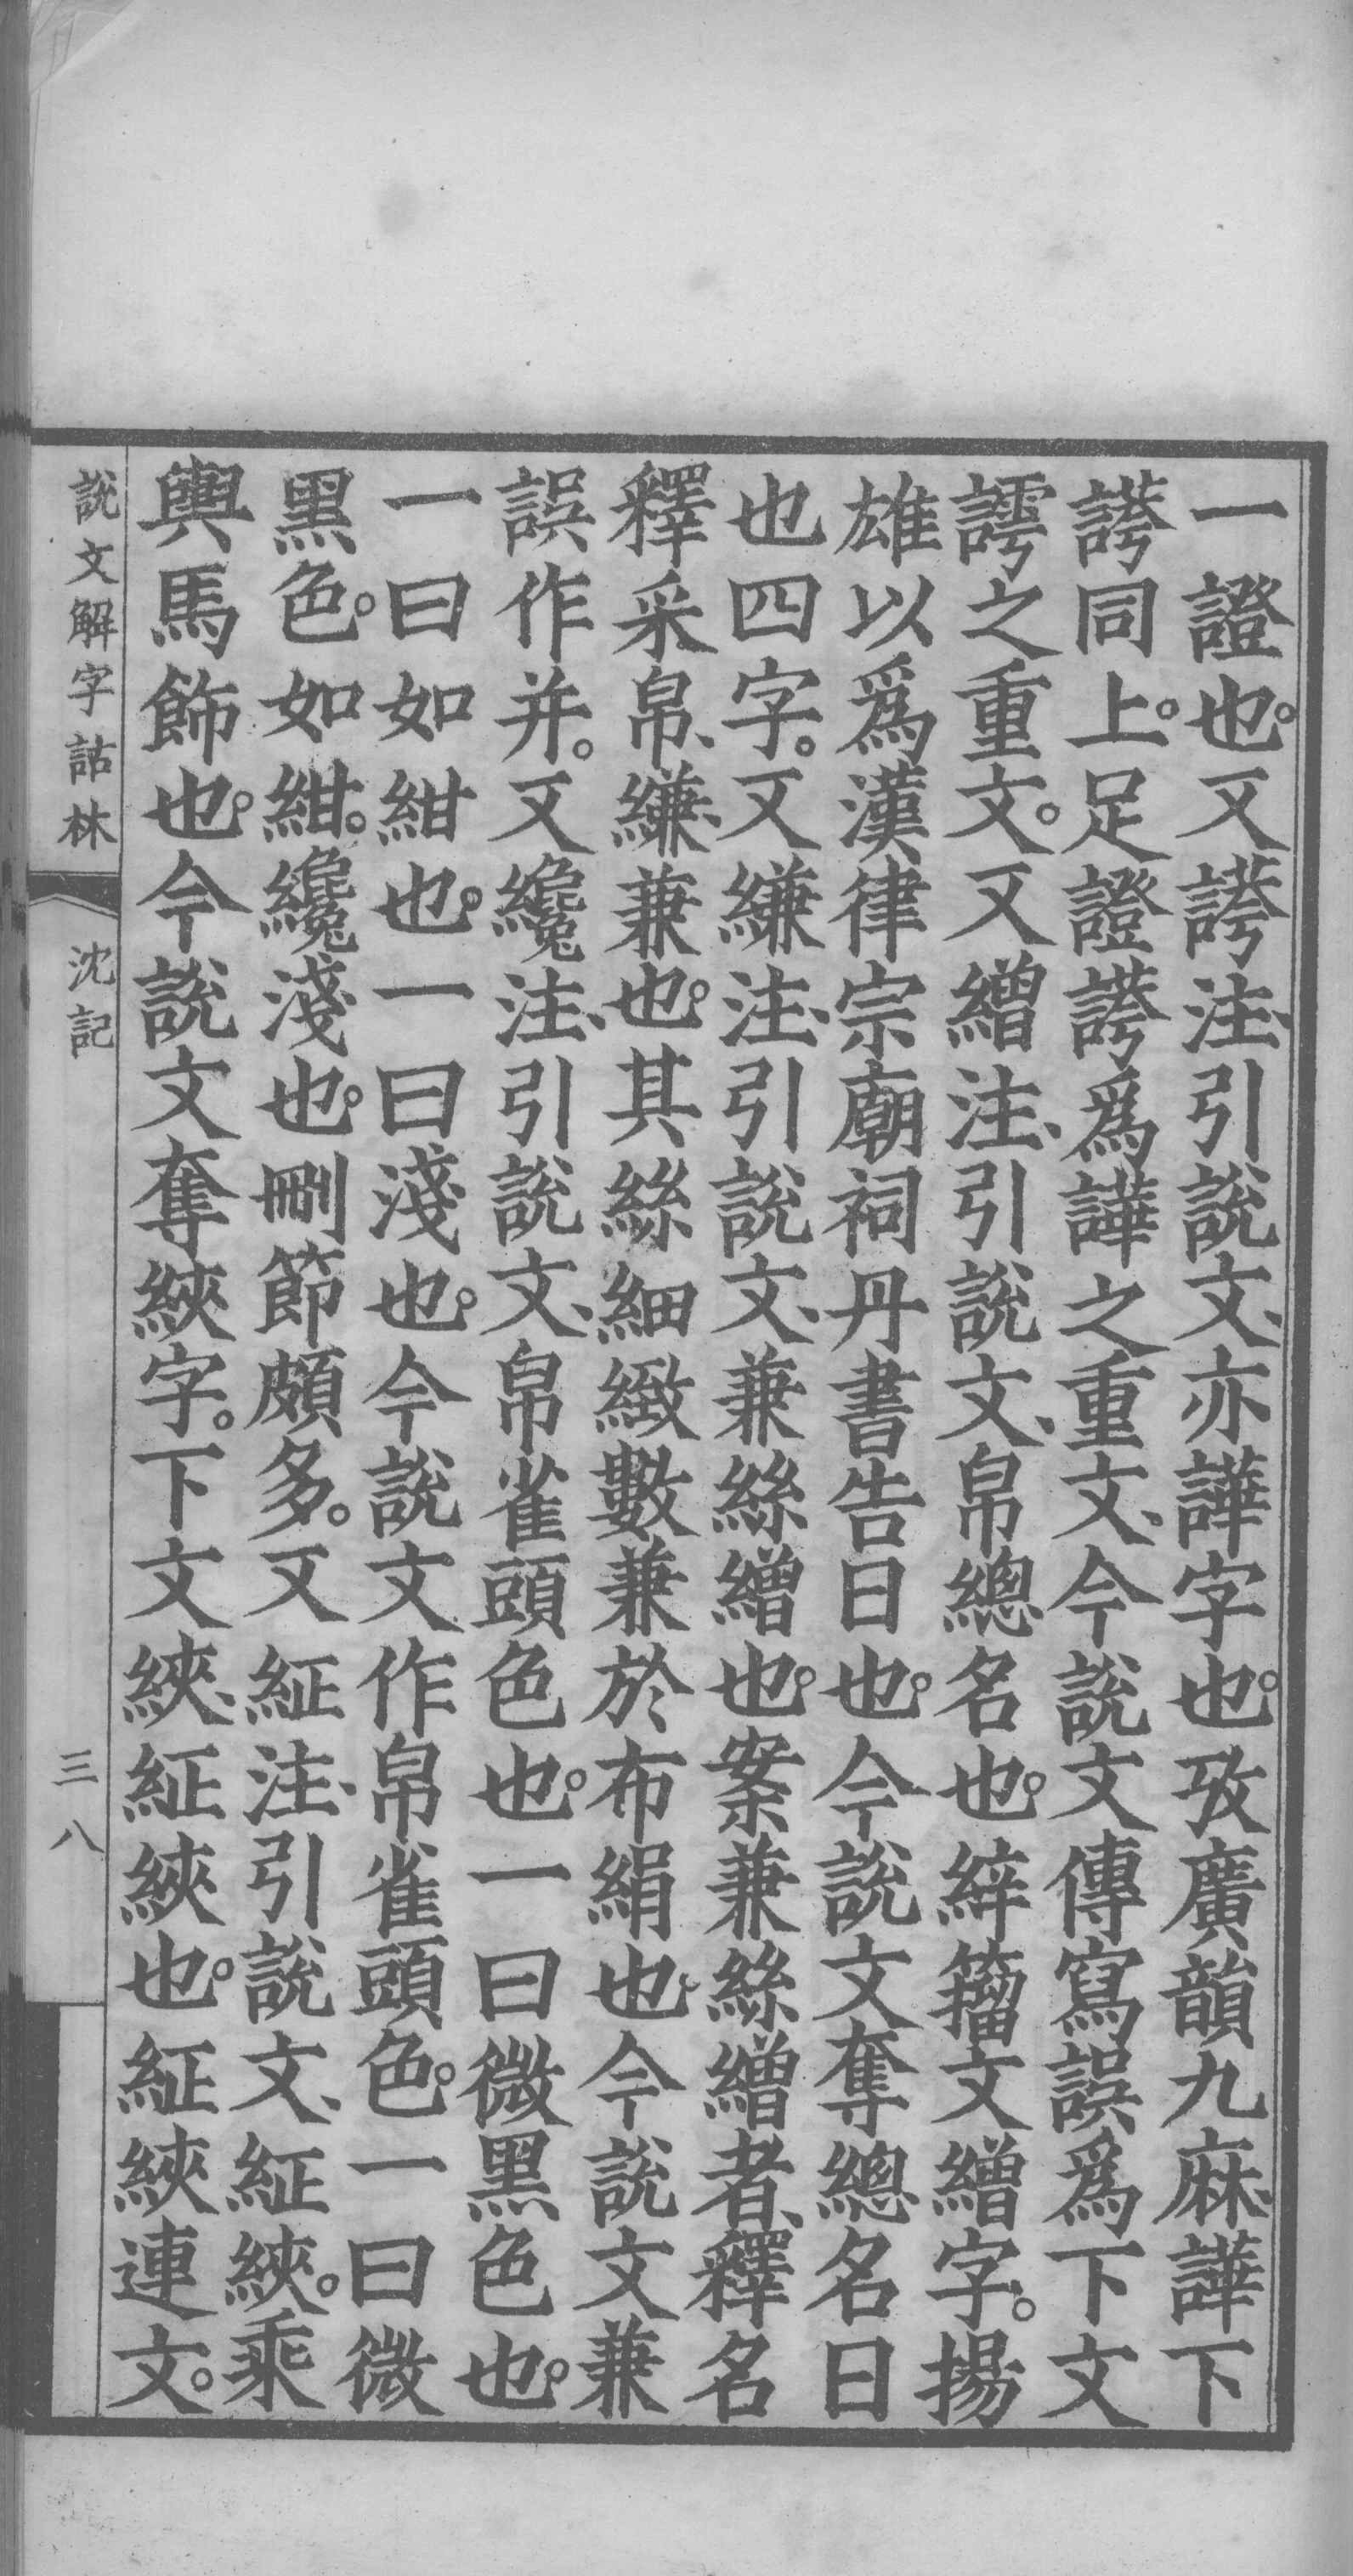 一證也。又誇注、引說文、亦譁字也。攷廣韻九麻、譁下
誇同上。足證誇爲譁之重文、今說文傳寫誤爲下文
謣之重文。又繒注、引說文、帛總名也。縡籀文繒字。揚
雄以爲漢律宗廟祠丹書告日也。今說文奪總名日
也四字。又縑注、引說文、兼絲繒也。案兼絲繒者、釋名
釋采帛、縑、兼也。其絲細緻數兼於布絹也。今說文兼
誤作并。又纔注、引說文、帛雀頭色也。一曰微黑色也。
一曰如紺也。一曰淺也。今說文作帛雀頭色。一曰微
黑色。如紺。纔淺也。刪節頗多。又䋊注、引說文、䋊綊。乘
輿馬飾也。今說文奪綊字。下文綊、䋊綊也。䋊綊連文。
說文解字詁林
沈記
三八